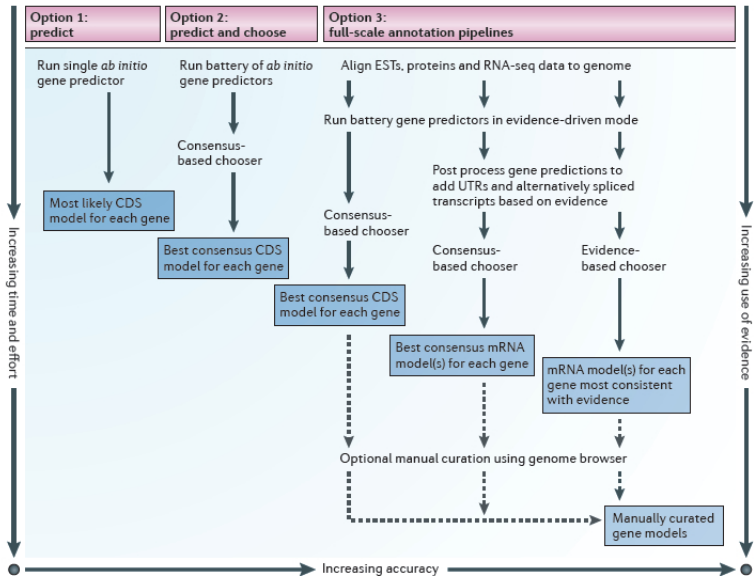 Option 1:
predict
Option 2:
predict and choose
Option 3:
full-scale annotation pipelines
Run single ab initio
gene predictor
Run battery of ab initio
gene predictors
Align ESTs, proteins and RNA-seq data to genome
Run battery gene predictors in evidence-driven mode
Consensus-
based chooser
Post process gene predictions to
add UTRs and alternatively spliced
transcripts based on evidence
Most likely CDS
model for each gene
Consensus-
based chooser
Best consensus CDS
model for each gene
Consensus-
based chooser
Evidence-
based chooser
Best consensus CDS
model for each gene
Best consensus mRNA
model(s) for each gene
mRNA model(s) for each
gene most consistent
with evidence
Optional manual curation using genome browser
Manually curated
gene models
Increasing time and effort
Increasing use of evidence
Increasing accuracy